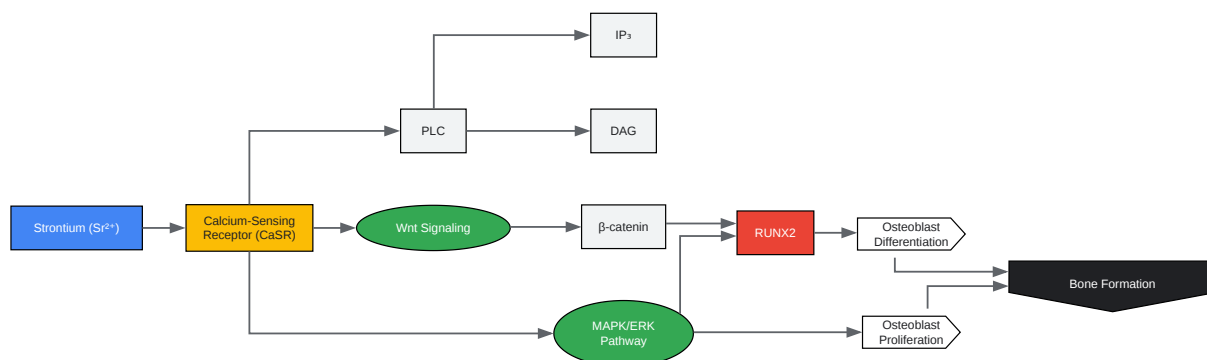 IP₃
PLC
DAG
Strontium (Sr²⁺)
Calcium-Sensing
Receptor (CaSR)
Wnt Signaling
β-catenin
RUNX2
Osteoblast
Differentiation
Bone Formation
MAPK/ERK
Pathway
Osteoblast
Proliferation